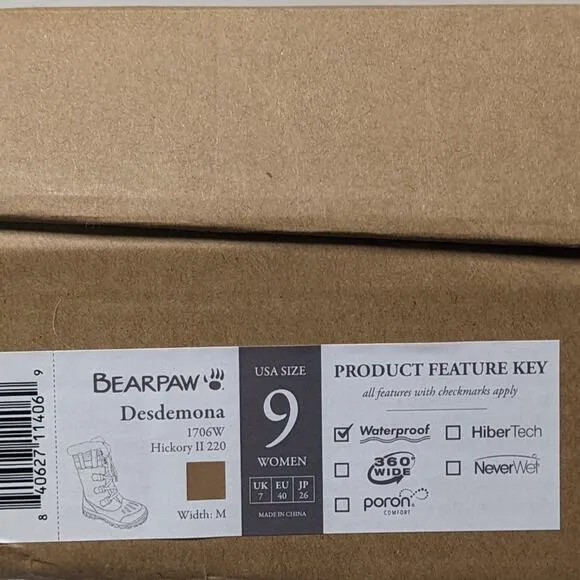 BEARPAW
Desdemona
1706W
Hickory II 220
Width: M
8 40627 11406 9
USA SIZE
9
WOMEN
UK EU JP
7 40 26
MADE IN CHINA
PRODUCT FEATURE KEY
all features with checkmarks apply
Waterproof HiberTech
360° WIDE NeverWet
poron COMFORT